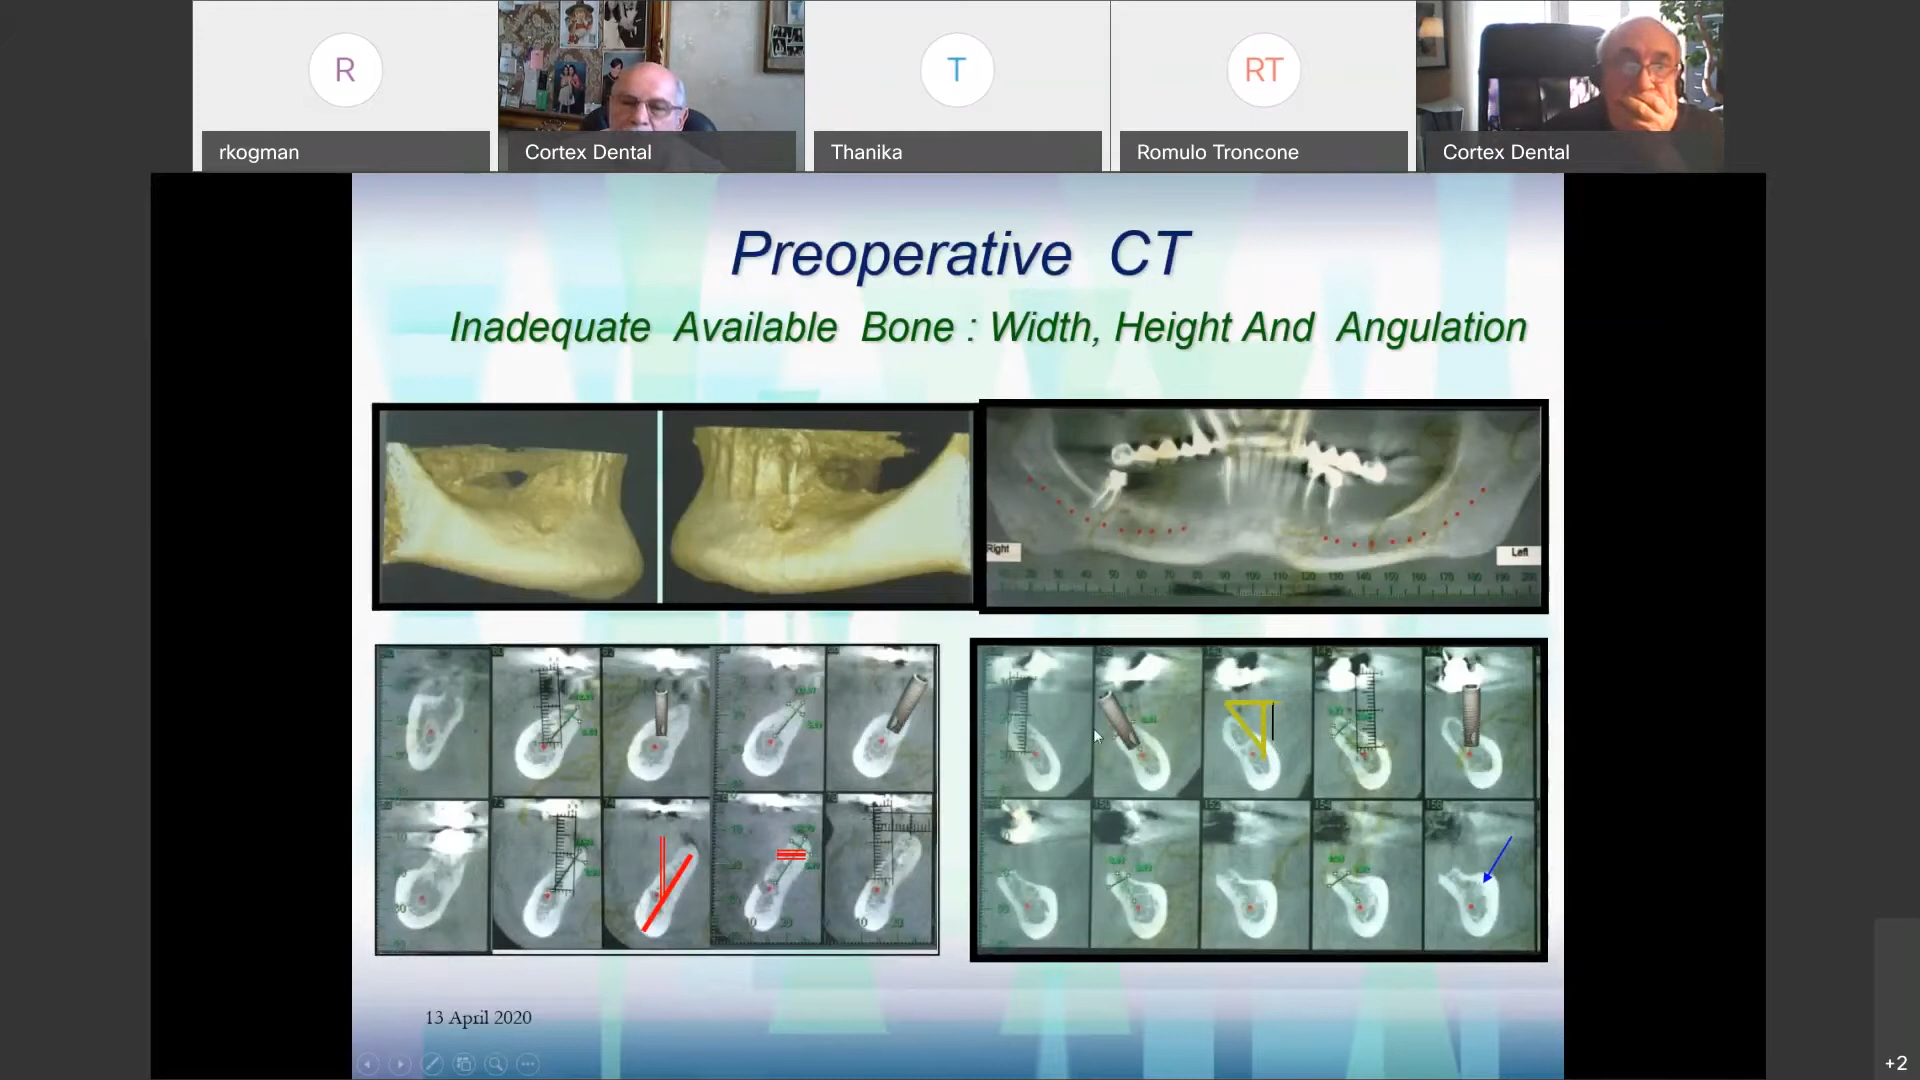 R
T
RT
rkogman
Cortex Dental
Thanika
Romulo Troncone
Cortex Dental
Preoperative CT
Inadequate Available Bone : Width, Height And Angulation
Right
Left
13 April 2020
+2